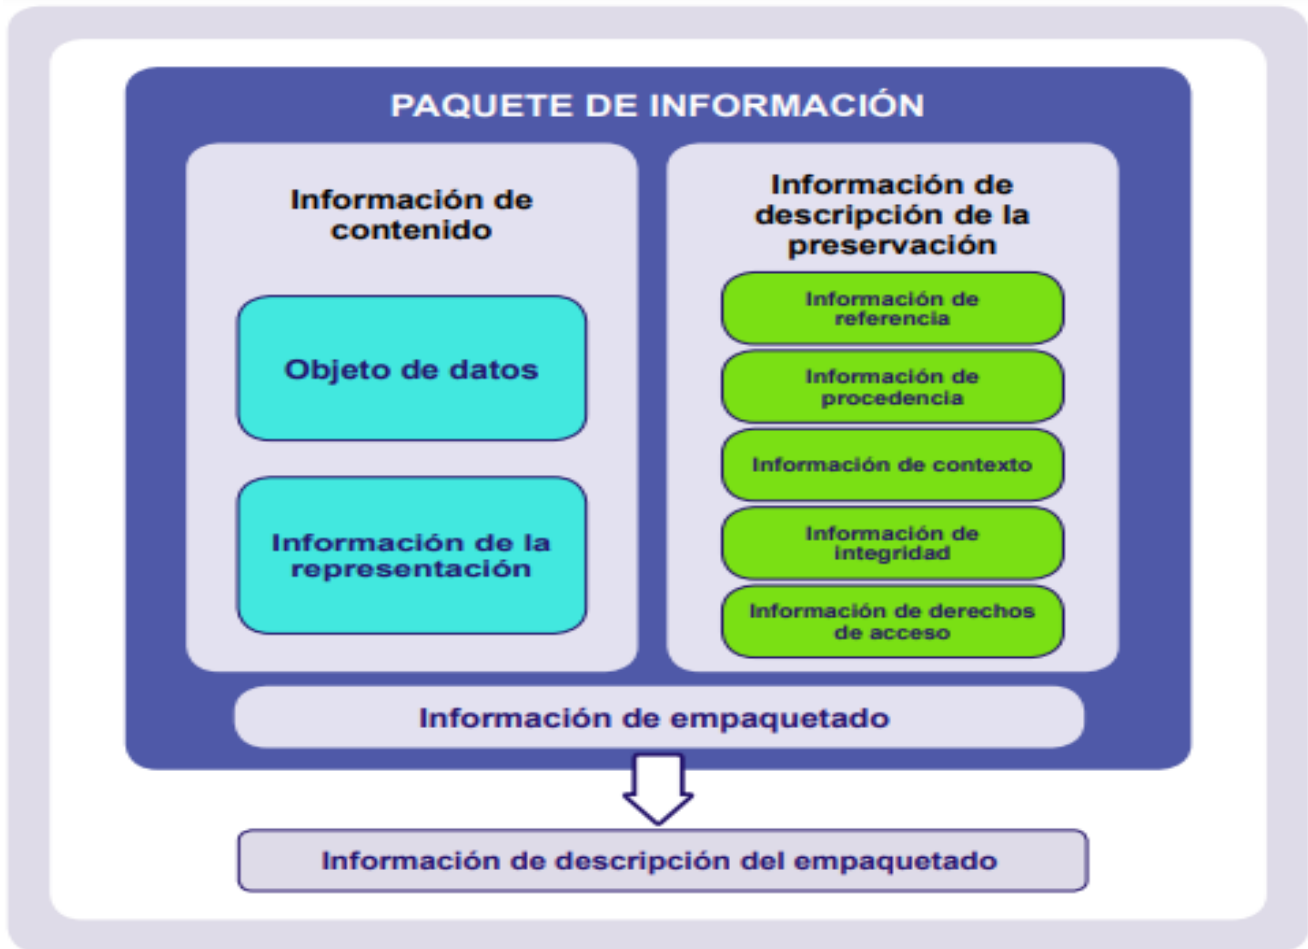 PAQUETE DE INFORMACIÓN
Información de
contenido
Objeto de datos
Información de la
representación
Información de
descripción de la
preservación
Información de
referencia
Información de
procedencia
Información de contexto
Información de
integridad
Información de derechos
de acceso
Información de empaquetado
Información de descripción del empaquetado